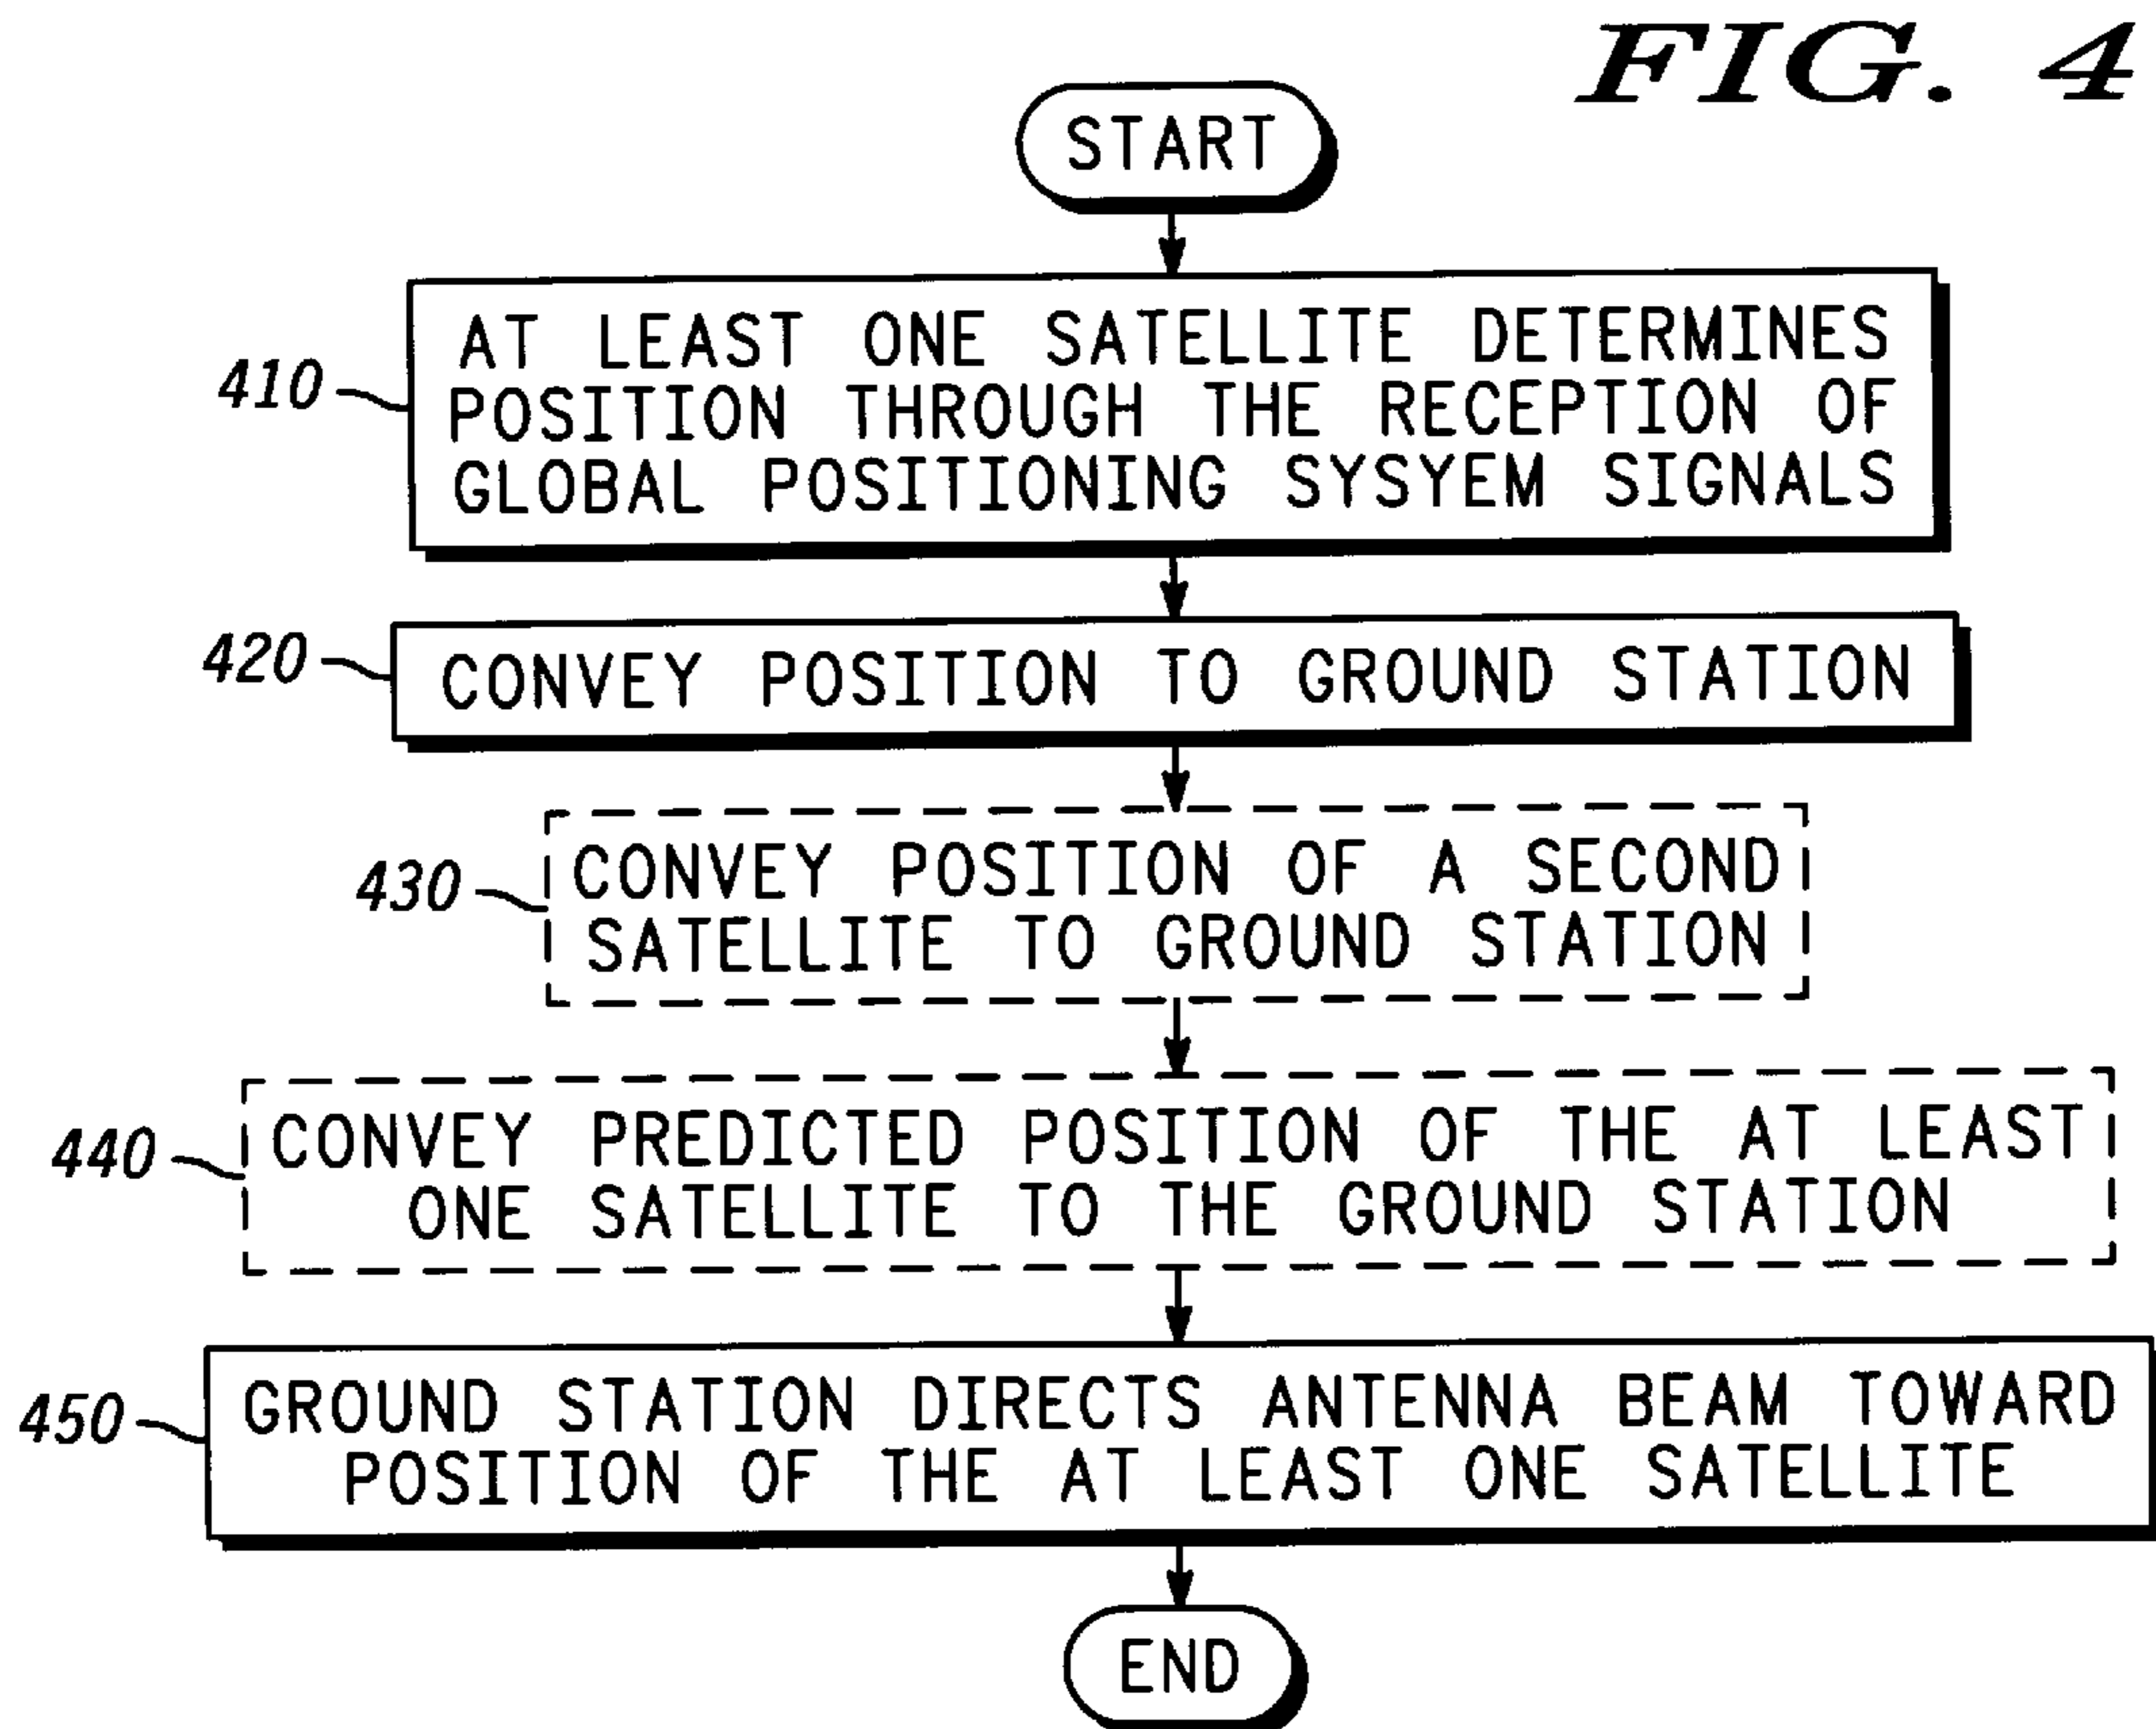 FIG. 4
START
410
AT LEAST ONE SATELLITE DETERMINES
POSITION THROUGH THE RECEPTION OF
GLOBAL POSITIONING SYSYEM SIGNALS
420
CONVEY POSITION TO GROUND STATION
430
CONVEY POSITION OF A SECOND
SATELLITE TO GROUND STATION
440
CONVEY PREDICTED POSITION OF THE AT LEAST
ONE SATELLITE TO THE GROUND STATION
450
GROUND STATION DIRECTS ANTENNA BEAM TOWARD
POSITION OF THE AT LEAST ONE SATELLITE
END